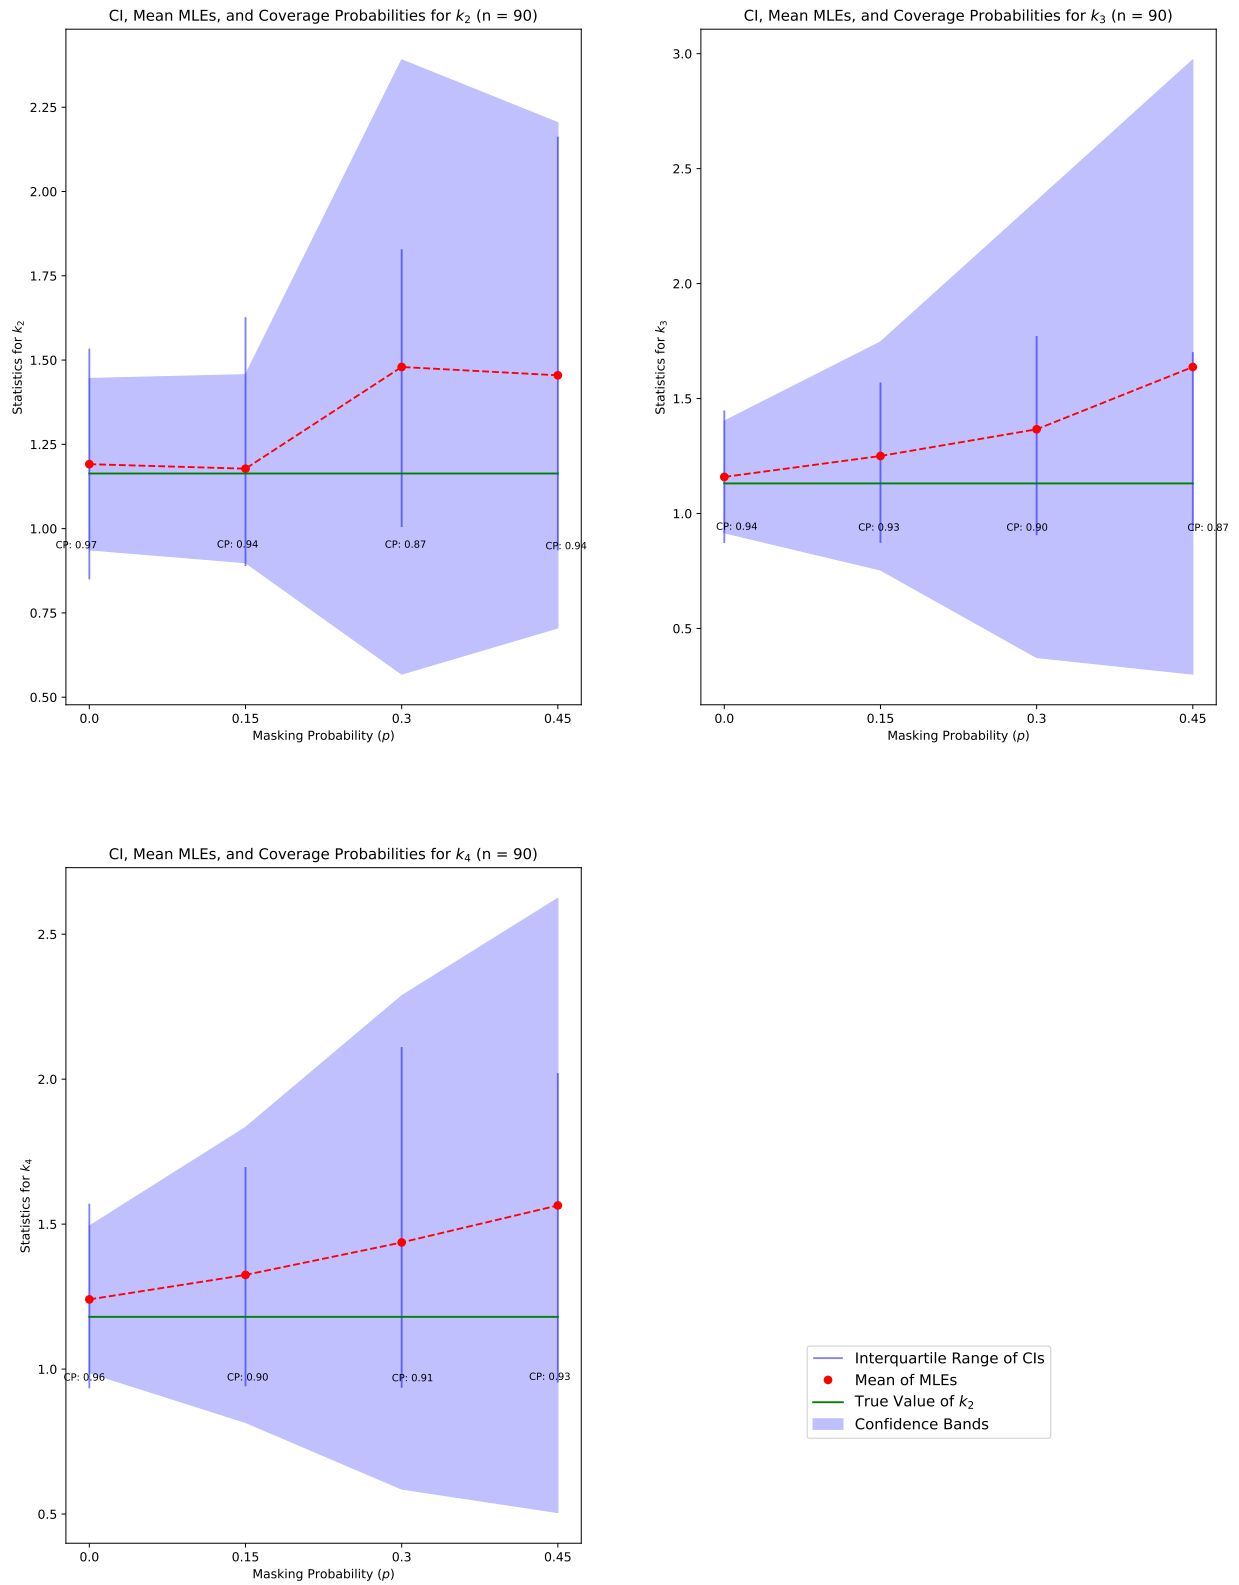 CI, Mean MLEs, and Coverage Probabilities for k₂ (n = 90)
2.25
2.00
1.75
1.50
1.25
1.00
0.75
0.50
Statistics for k₂
CP: 0.97
CP: 0.94
CP: 0.87
CP: 0.94
0.0
0.15
0.3
0.45
Masking Probability (p)
CI, Mean MLEs, and Coverage Probabilities for k₃ (n = 90)
3.0
2.5
2.0
1.5
1.0
0.5
Statistics for k₃
CP: 0.94
CP: 0.93
CP: 0.90
CP: 0.87
0.0
0.15
0.3
0.45
Masking Probability (p)
CI, Mean MLEs, and Coverage Probabilities for k₄ (n = 90)
2.5
2.0
1.5
1.0
0.5
Statistics for k₄
CP: 0.96
CP: 0.90
CP: 0.91
CP: 0.93
0.0
0.15
0.3
0.45
Masking Probability (p)
Interquartile Range of CIs
Mean of MLEs
True Value of k₂
Confidence Bands